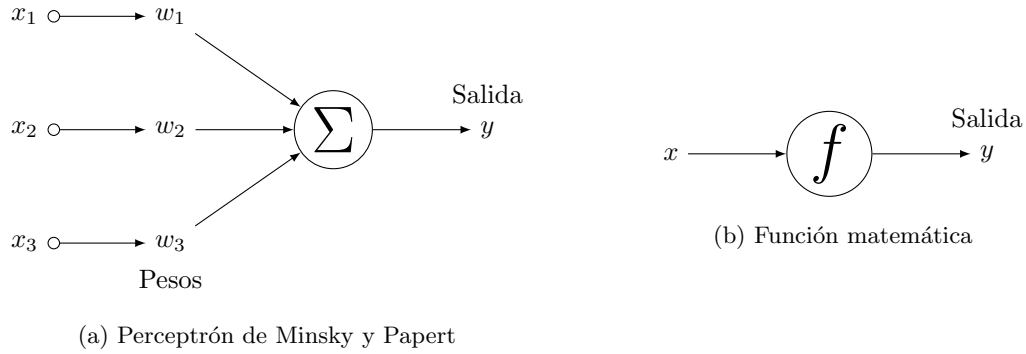 x₁ w₁
x₂ w₂ Σ Salida
y
x₃ w₃
Pesos
(a) Perceptrón de Minsky y Papert
x f Salida
y
(b) Función matemática